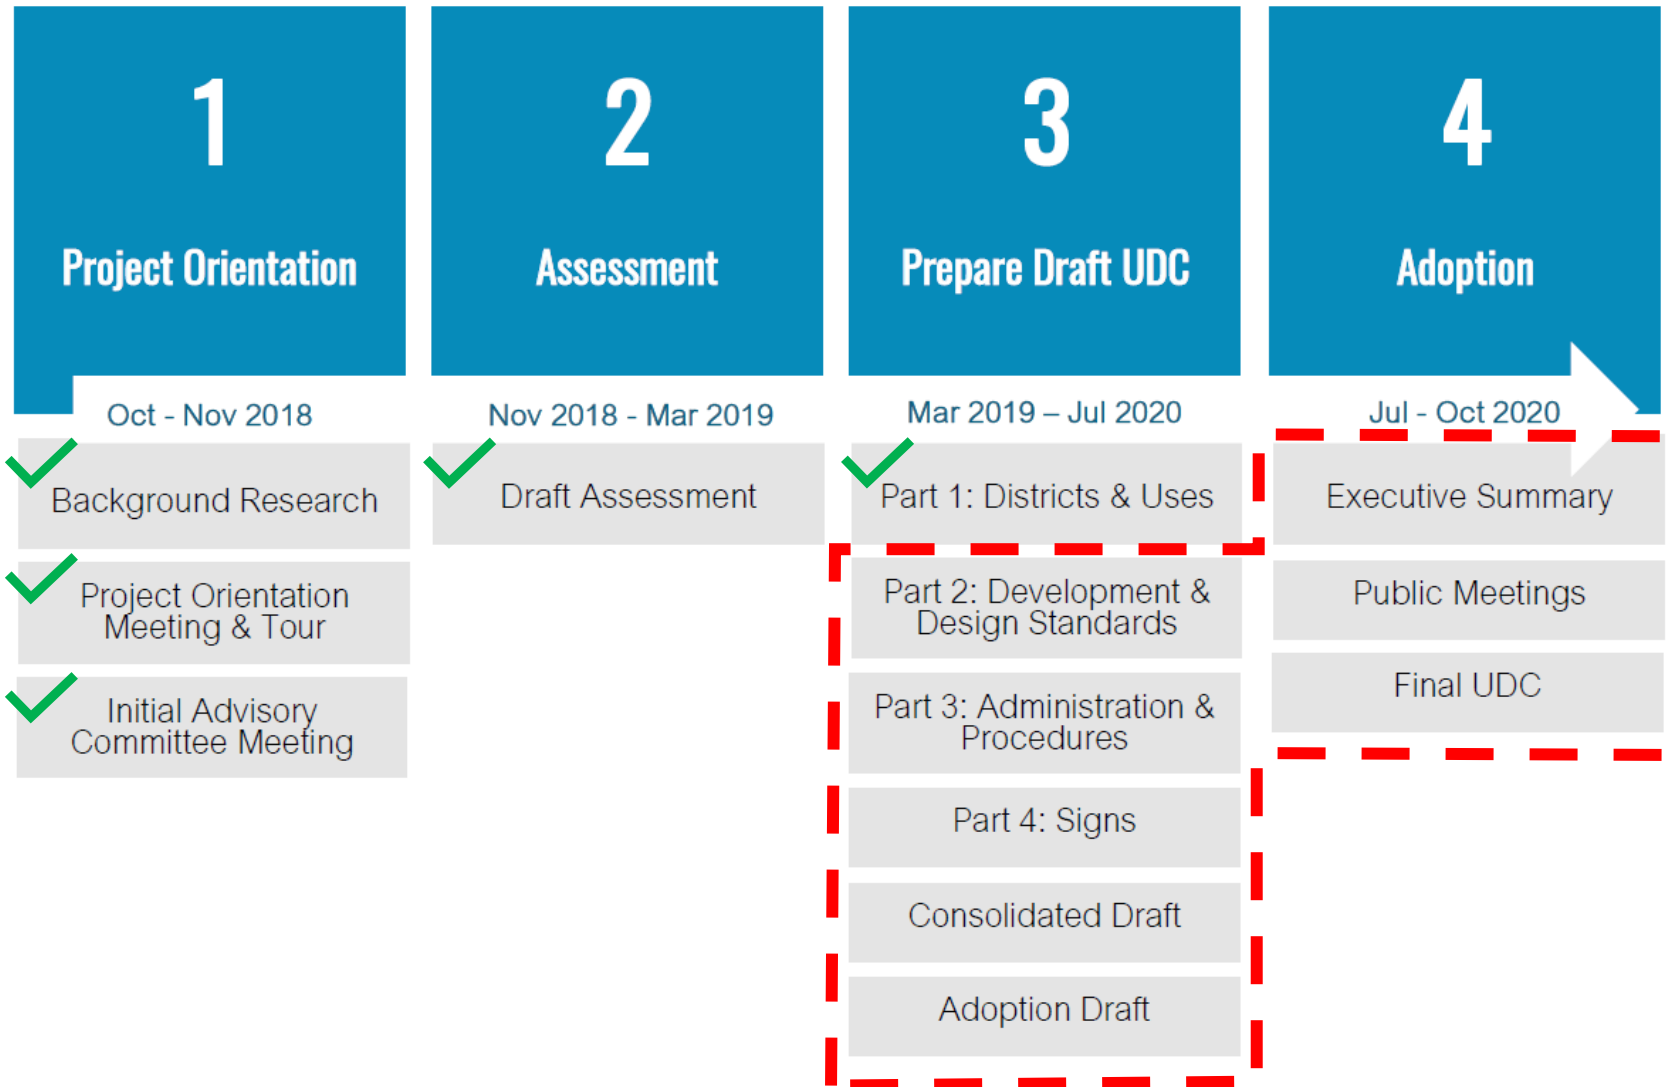 1
Project Orientation
Oct - Nov 2018
Background Research
Project Orientation
Meeting & Tour
Initial Advisory
Committee Meeting
2
Assessment
Nov 2018 - Mar 2019
Draft Assessment
3
Prepare Draft UDC
Mar 2019 – Jul 2020
Part 1: Districts & Uses
Part 2: Development &
Design Standards
Part 3: Administration &
Procedures
Part 4: Signs
Consolidated Draft
Adoption Draft
4
Adoption
Jul - Oct 2020
Executive Summary
Public Meetings
Final UDC